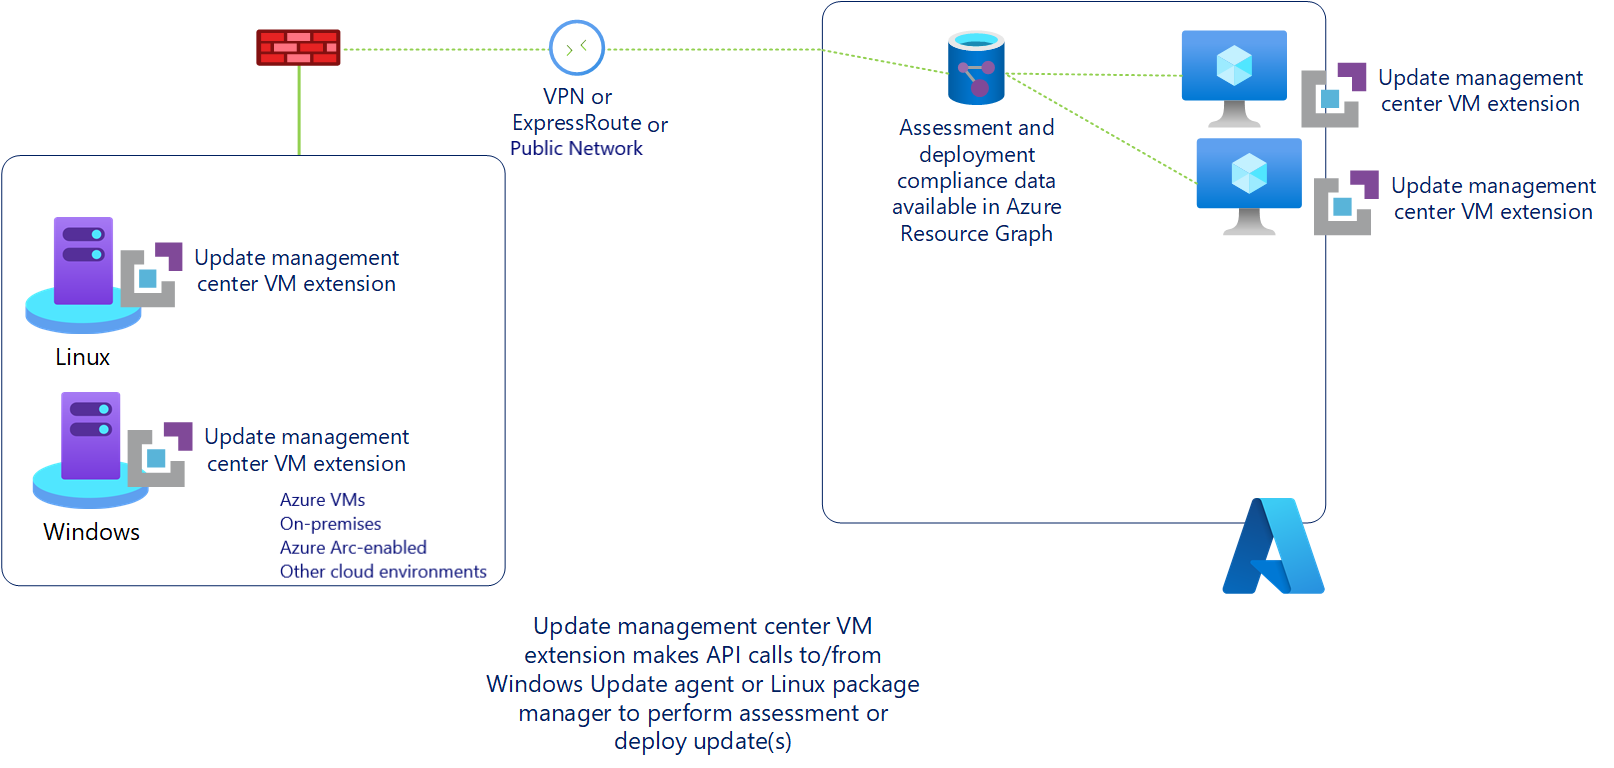 VPN or
ExpressRoute or
Public Network
Assessment and
deployment
compliance data
available in Azure
Resource Graph
Update management
center VM extension
Update management
center VM extension
Update management
center VM extension
Linux
Update management
center VM extension
Windows
Azure VMs
On-premises
Azure Arc-enabled
Other cloud environments
Update management center VM
extension makes API calls to/from
Windows Update agent or Linux package
manager to perform assessment or
deploy update(s)